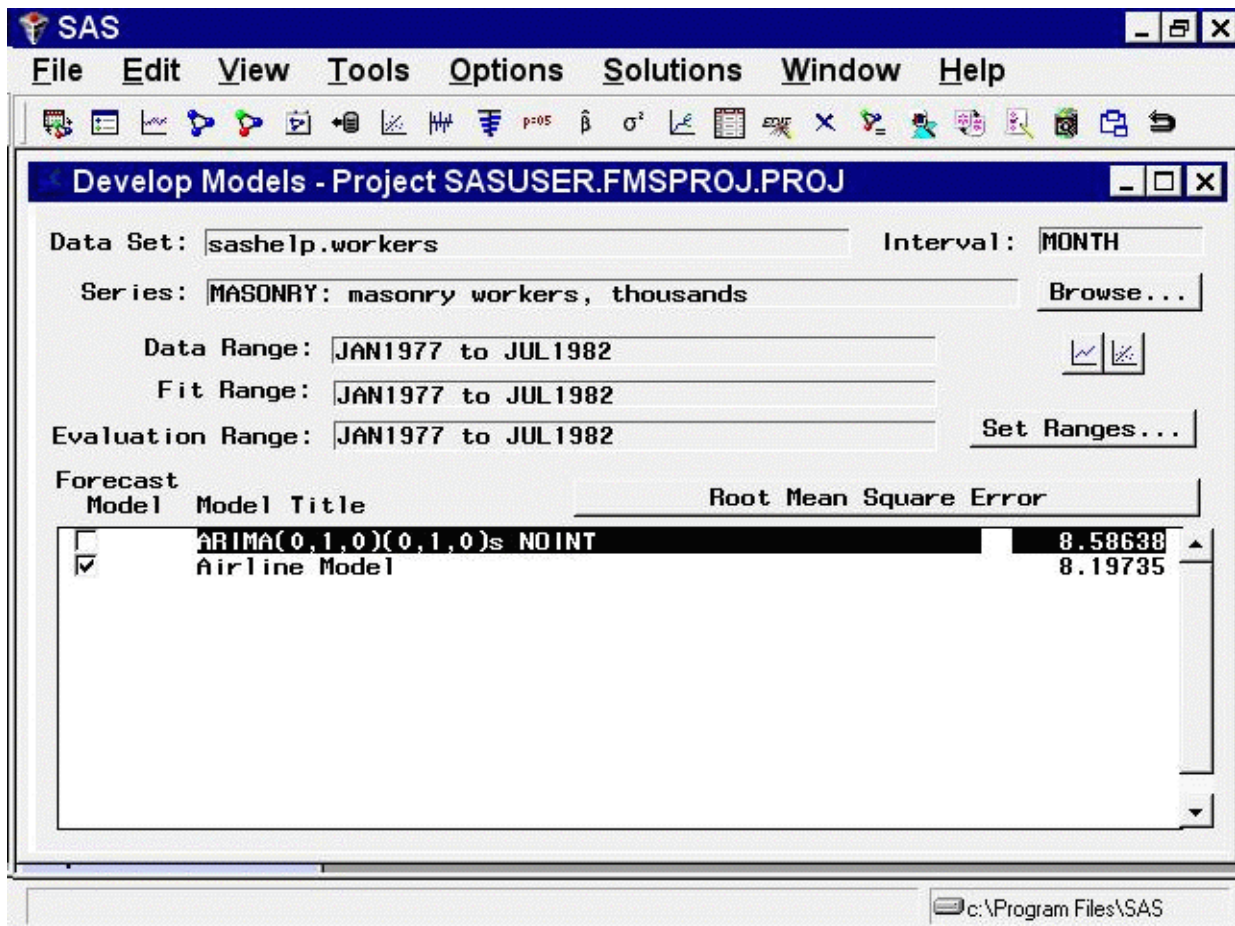 SAS
File Edit View Tools Options Solutions Window Help
p=05 β̂ σ² EDIT
Develop Models - Project SASUSER.FMSPROJ.PROJ
Data Set: sashelp.workers Interval: MONTH
Series: MASONRY: masonry workers, thousands Browse...
Data Range: JAN1977 to JUL1982
Fit Range: JAN1977 to JUL1982
Evaluation Range: JAN1977 to JUL1982 Set Ranges...
Forecast
Model Model Title Root Mean Square Error
ARIMA(0,1,0)(0,1,0)s NOINT 8.58638
Airline Model 8.19735
c:\Program Files\SAS